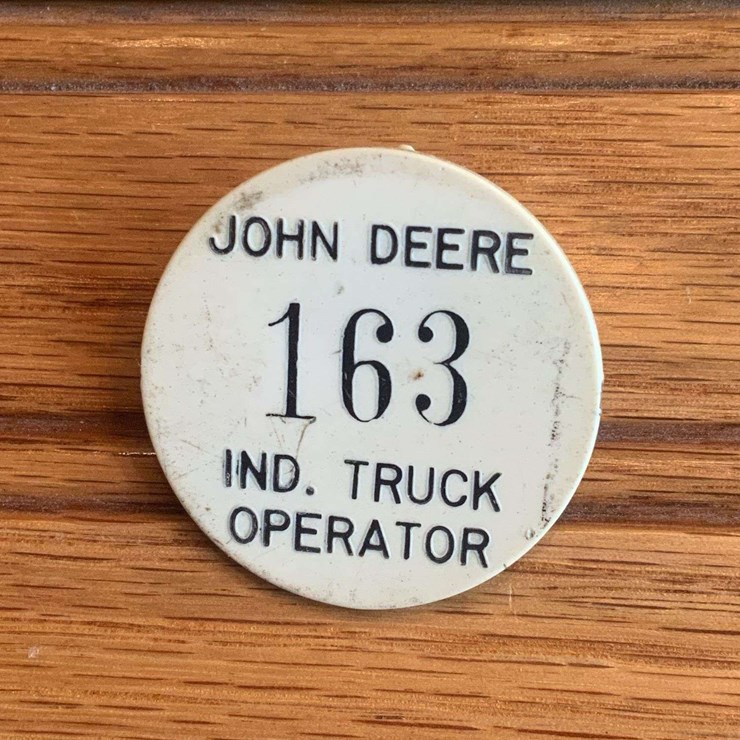 JOHN DEERE
163
IND. TRUCK
OPERATOR